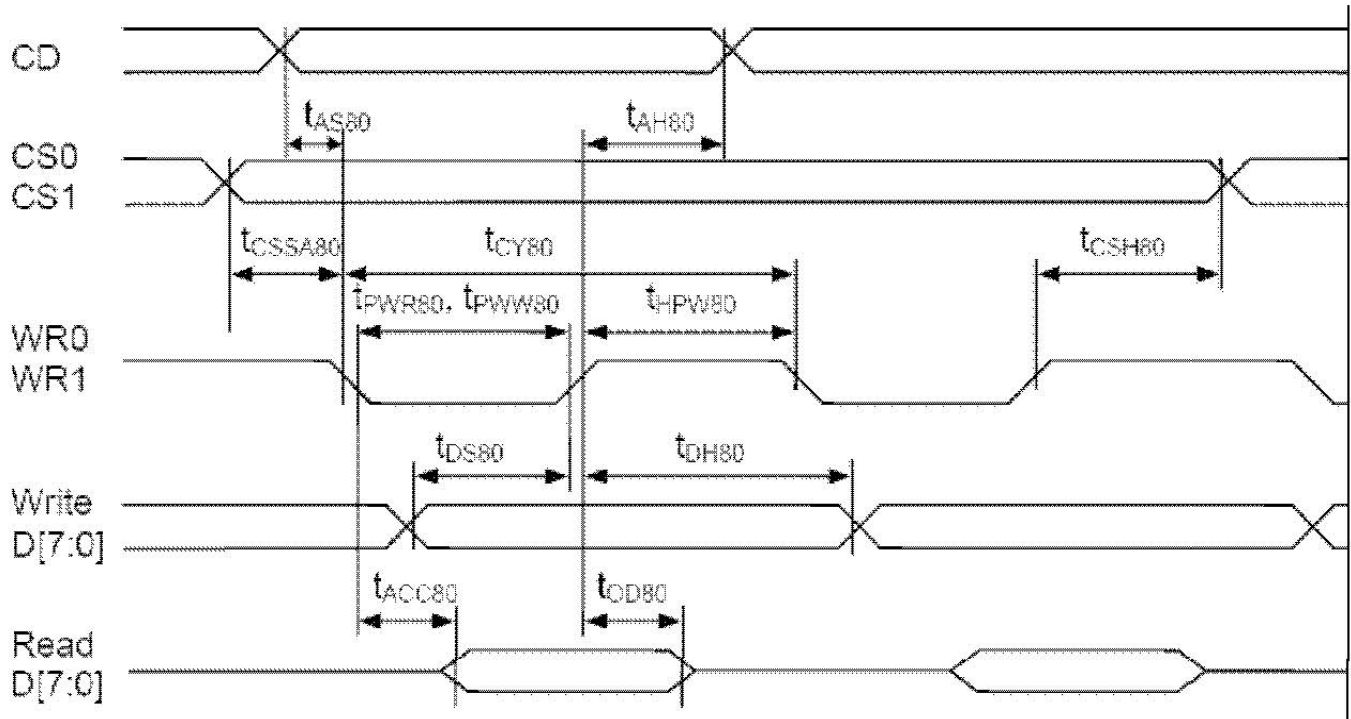 CD
tAS80
tAH80
CS0
CS1
tCSSA80
tCY80
tCSH80
tPWR80, tPWW80
tHPW80
WR0
WR1
tDS80
tDH80
Write
D[7:0]
tACC80
tOD80
Read
D[7:0]